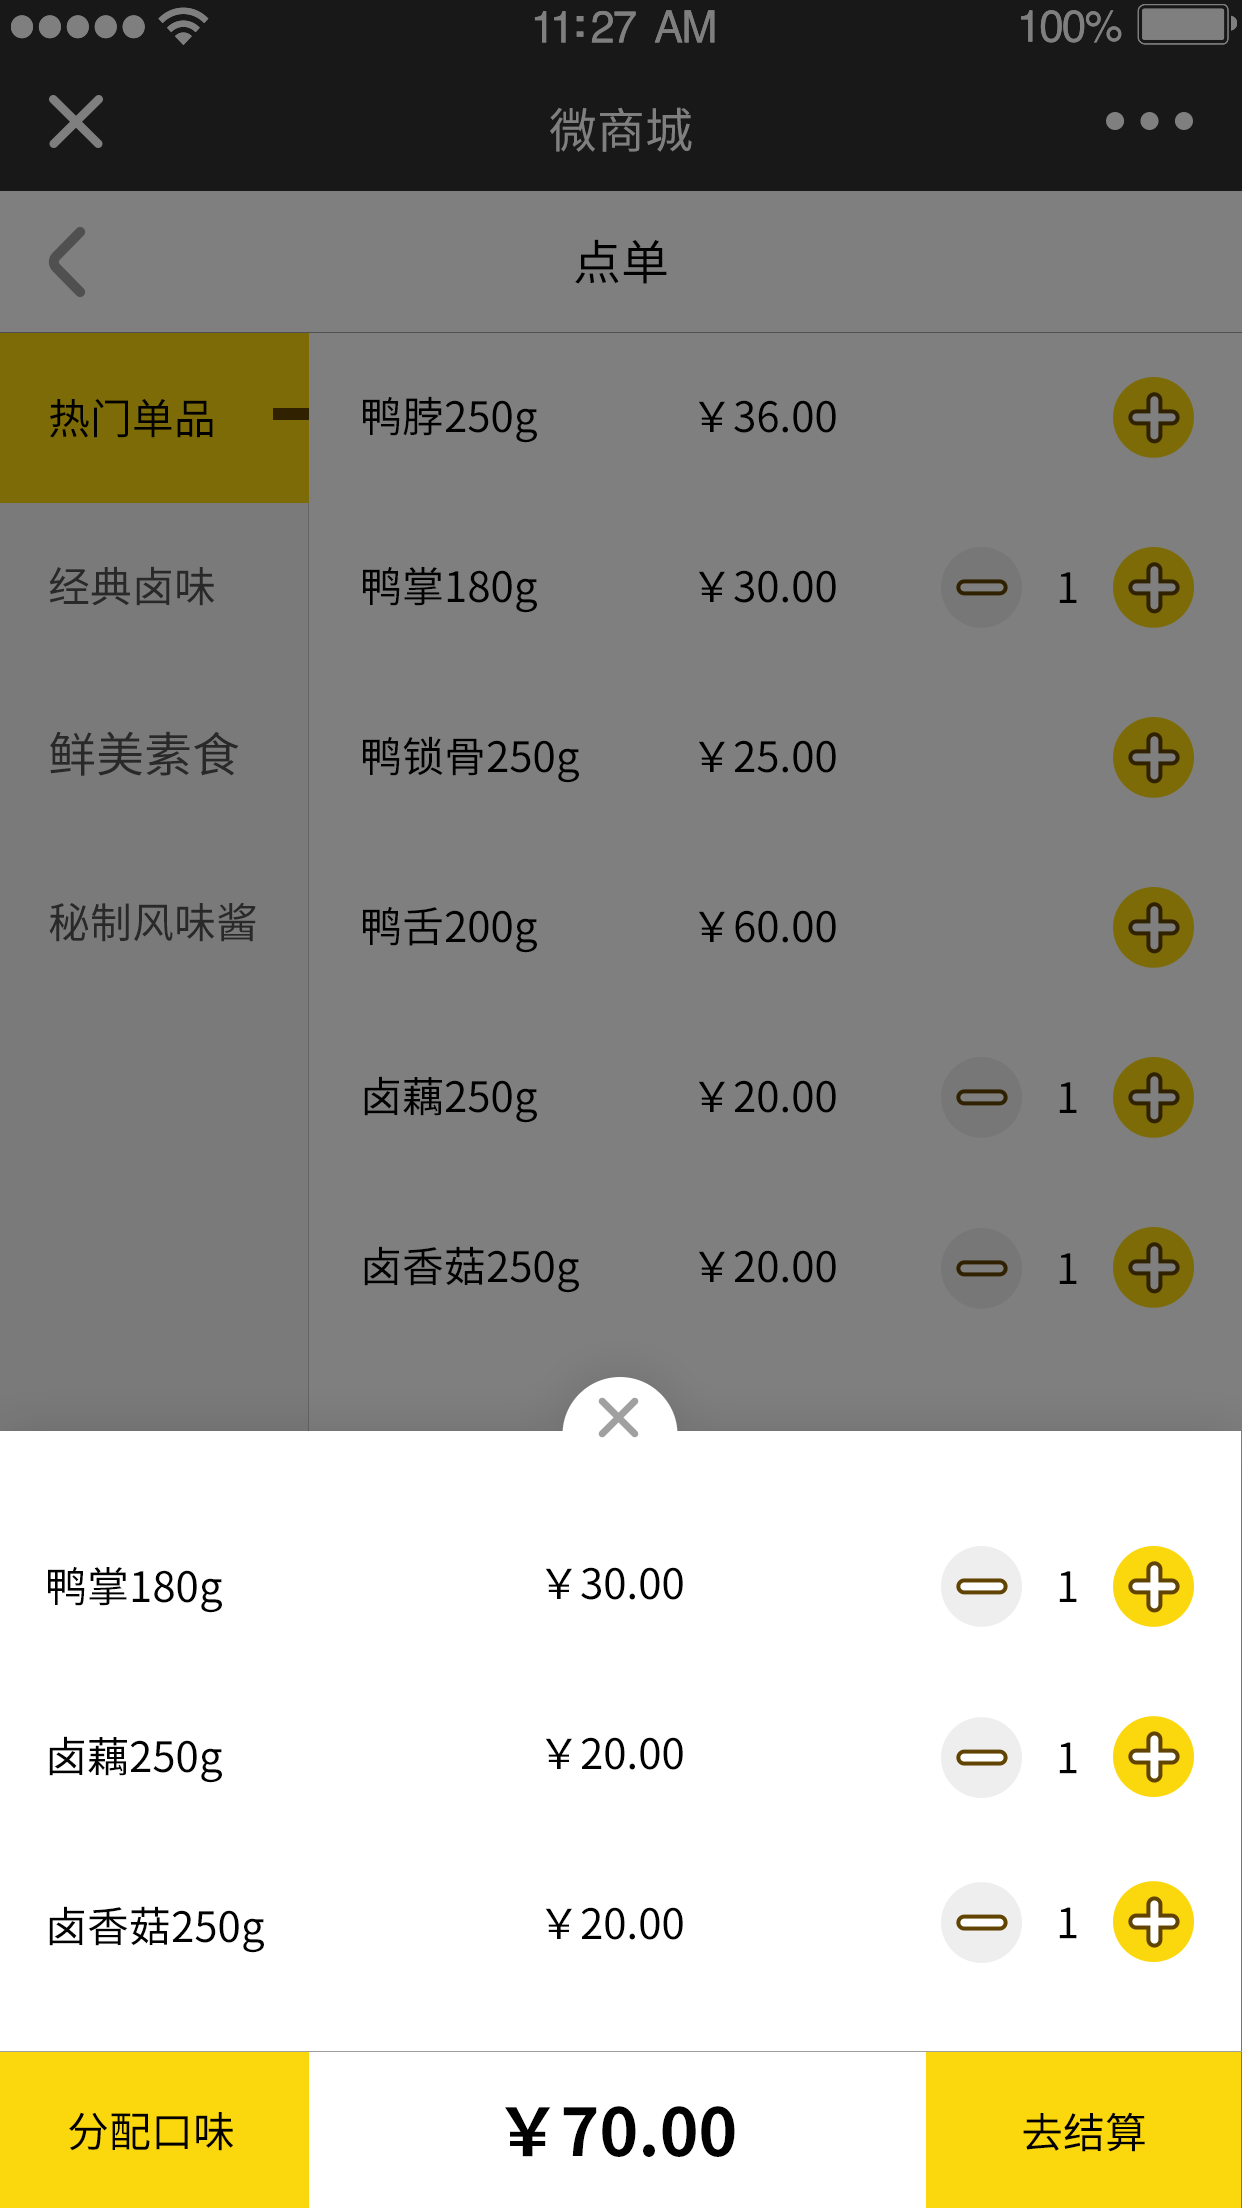 11:27 AM 100%
微商城
点单
热门单品
经典卤味
鲜美素食
秘制风味酱
鸭脖250g ¥36.00
鸭掌180g ¥30.00 1
鸭锁骨250g ¥25.00
鸭舌200g ¥60.00
卤藕250g ¥20.00 1
卤香菇250g ¥20.00 1
鸭掌180g ¥30.00 1
卤藕250g ¥20.00 1
卤香菇250g ¥20.00 1
分配口味 ¥70.00 去结算